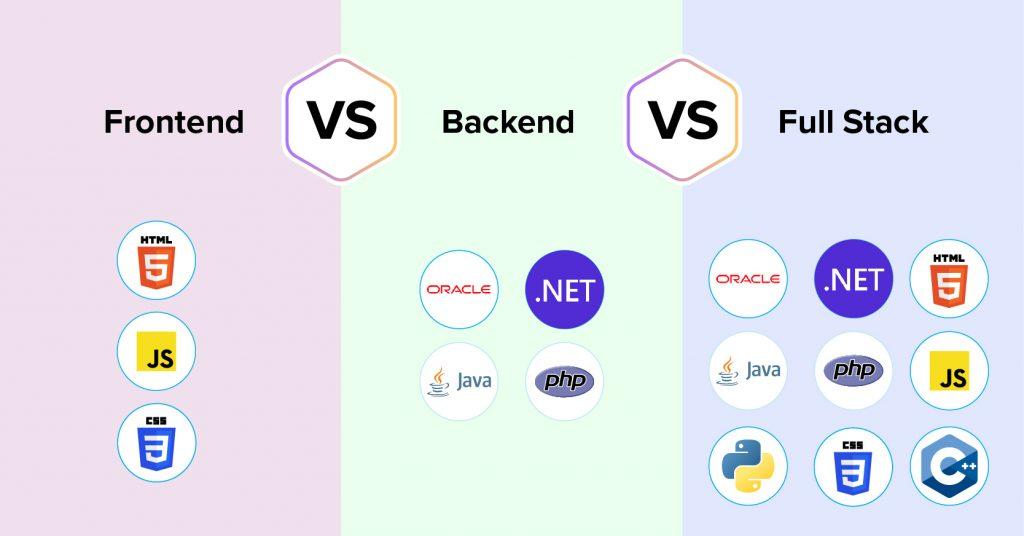 Frontend
VS
Backend
VS
Full Stack
HTML
5
JS
CSS
3
ORACLE
.NET
Java
php
ORACLE
.NET
HTML
5
Java
php
JS
CSS
3
C++